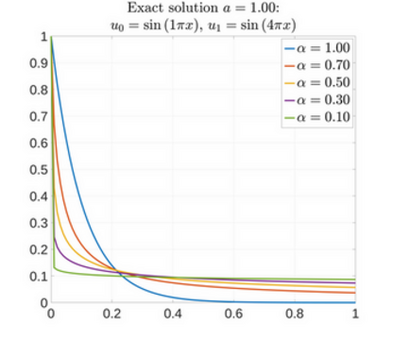 Exact solution a = 1.00:
u₀ = sin (1πx), u₁ = sin (4πx)
α = 1.00
α = 0.70
α = 0.50
α = 0.30
α = 0.10
1
0.9
0.8
0.7
0.6
0.5
0.4
0.3
0.2
0.1
0
0 0.2 0.4 0.6 0.8 1